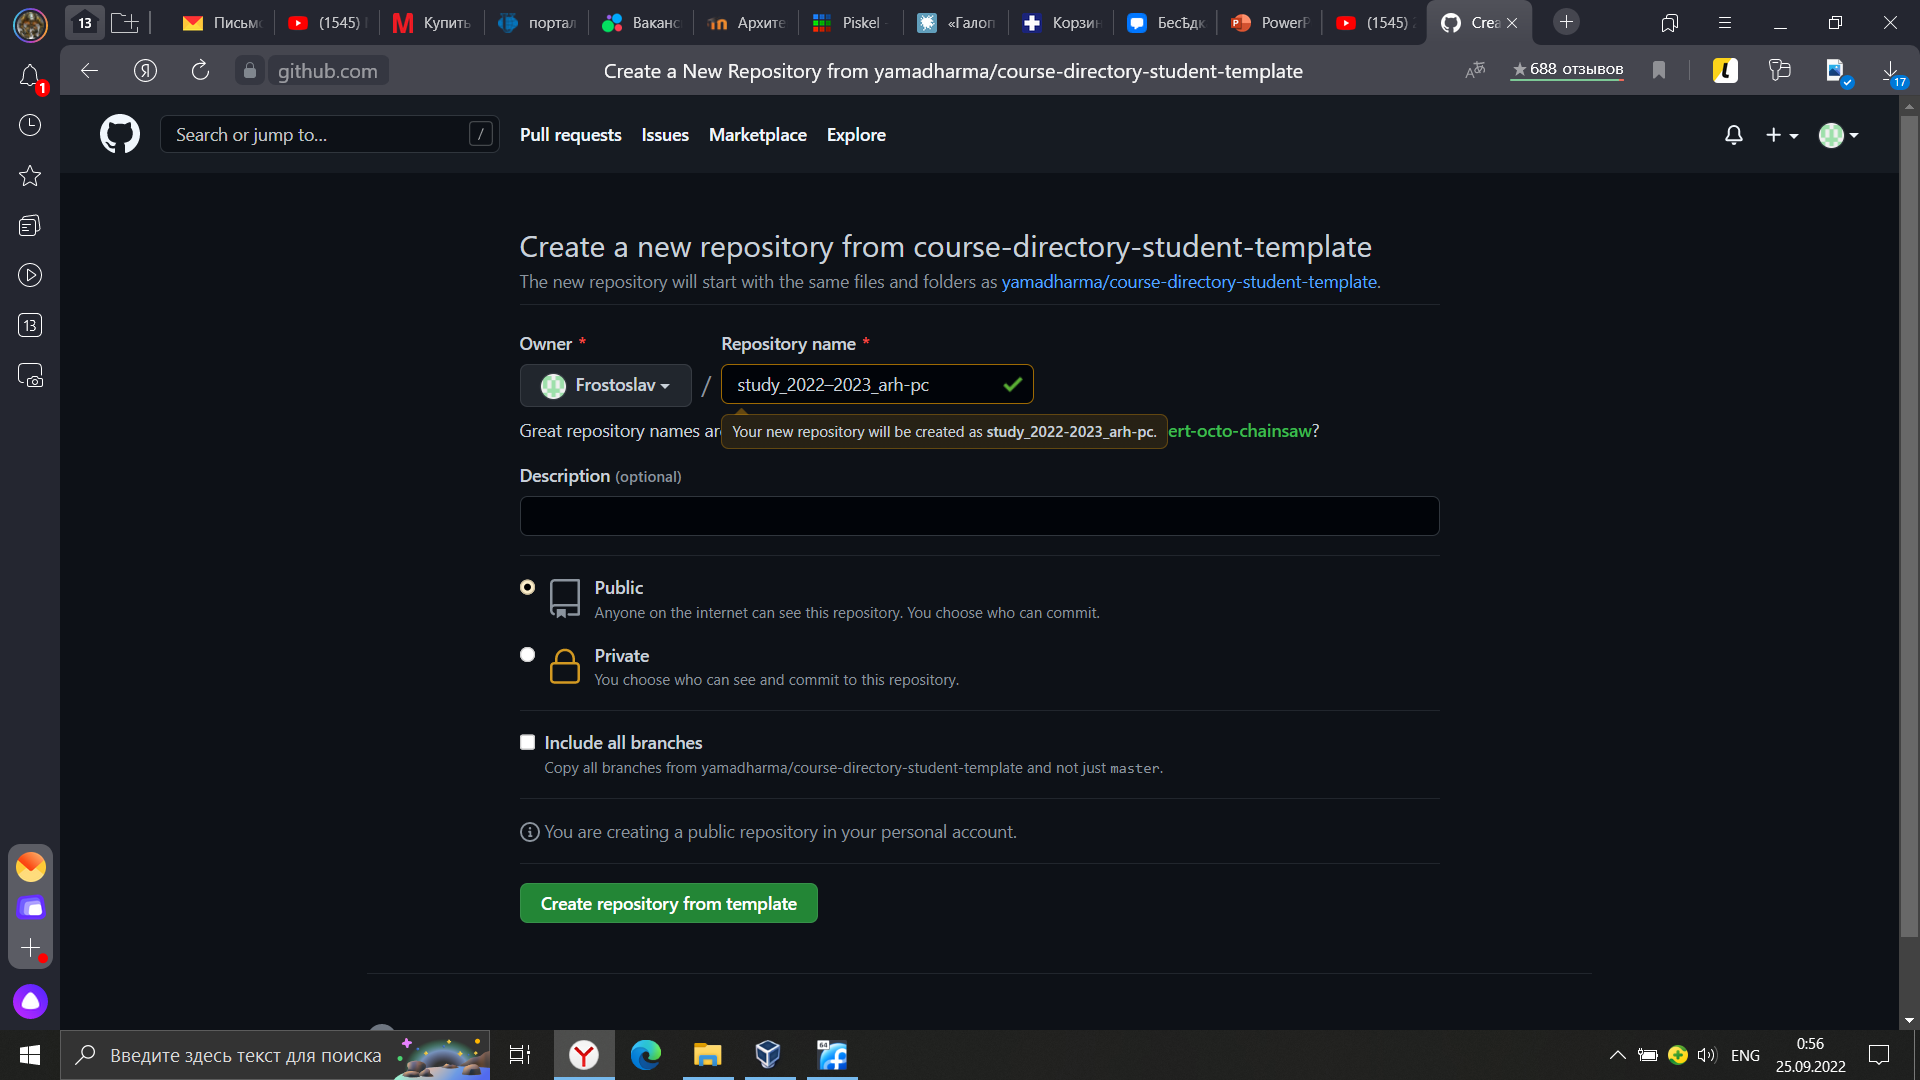 13
Письмо
(1545)
Купить
портал
Ваканс
Архите
Piskel -
«Галоп
Корзин
Бесѣдк
PowerP
(1545)
Crea
1
Я
github.com
Create a New Repository from yamadharma/course-directory-student-template
★688 отзывов
17
Search or jump to...
/
Pull requests
Issues
Marketplace
Explore
13
Create a new repository from course-directory-student-template
The new repository will start with the same files and folders as yamadharma/course-directory-student-template.
Owner *
Repository name *
Frostoslav
/
study_2022–2023_arh-pc
Great repository names ar
Your new repository will be created as study_2022-2023_arh-pc.
ert-octo-chainsaw?
Description (optional)
Public
Anyone on the internet can see this repository. You choose who can commit.
Private
You choose who can see and commit to this repository.
Include all branches
Copy all branches from yamadharma/course-directory-student-template and not just master.
You are creating a public repository in your personal account.
Create repository from template
Введите здесь текст для поиска
64
ENG
0:56
25.09.2022